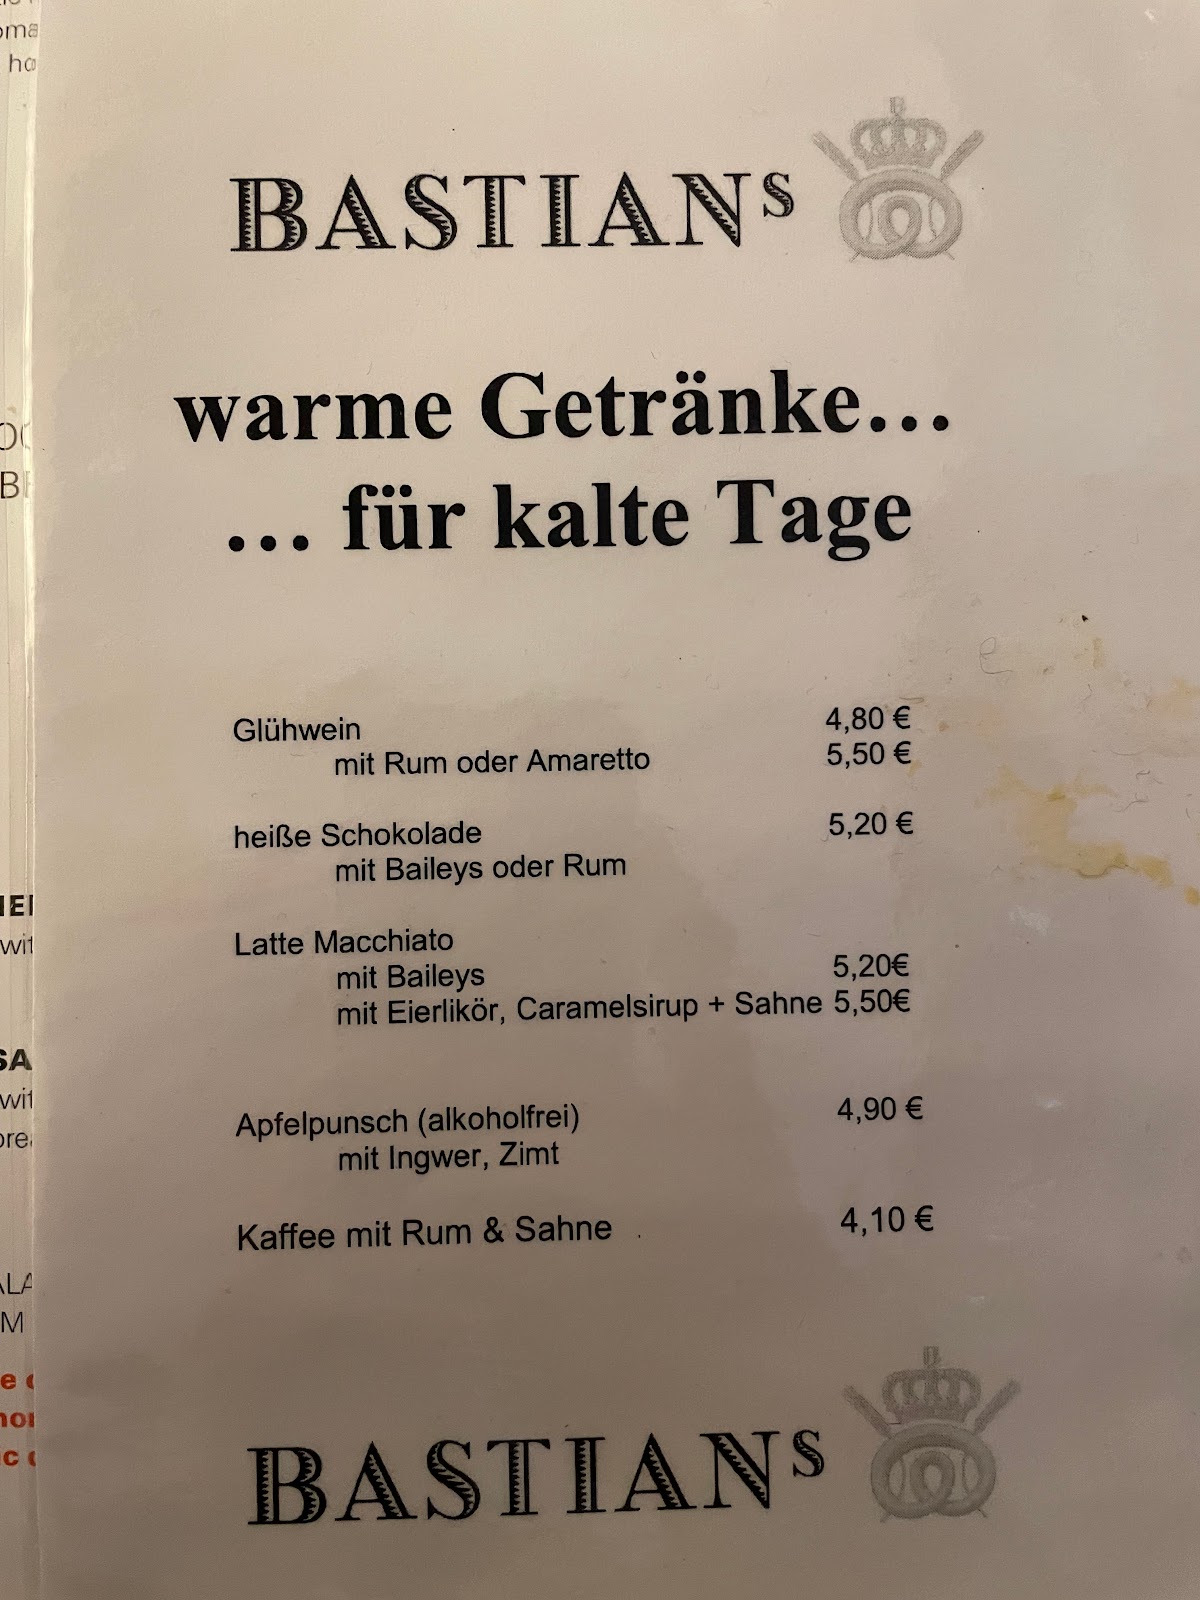 BASTIANs
warme Getränke...
... für kalte Tage
Glühwein 4,80 €
mit Rum oder Amaretto 5,50 €
heiße Schokolade 5,20 €
mit Baileys oder Rum
Latte Macchiato
mit Baileys 5,20€
mit Eierlikör, Caramelsirup + Sahne 5,50€
Apfelpunsch (alkoholfrei) 4,90 €
mit Ingwer, Zimt
Kaffee mit Rum & Sahne 4,10 €
BASTIANs